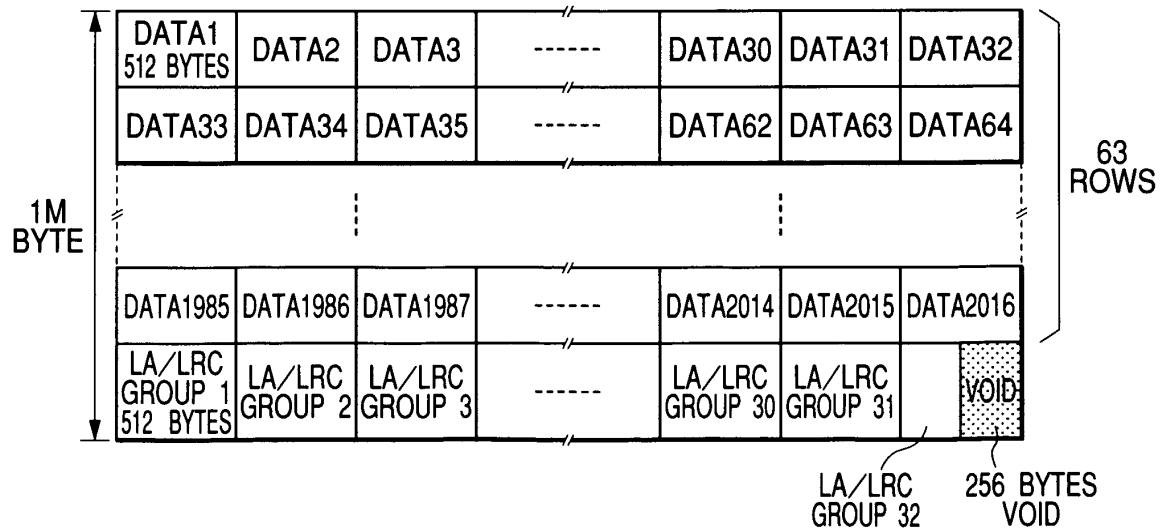 DATA1
512 BYTES
DATA2
DATA3
DATA30
DATA31
DATA32
DATA33
DATA34
DATA35
DATA62
DATA63
DATA64
63
ROWS
1M
BYTE
DATA1985
DATA1986
DATA1987
DATA2014
DATA2015
DATA2016
LA/LRC
GROUP 1
512 BYTES
LA/LRC
GROUP 2
LA/LRC
GROUP 3
LA/LRC
GROUP 30
LA/LRC
GROUP 31
VOID
LA/LRC
GROUP 32
256 BYTES
VOID